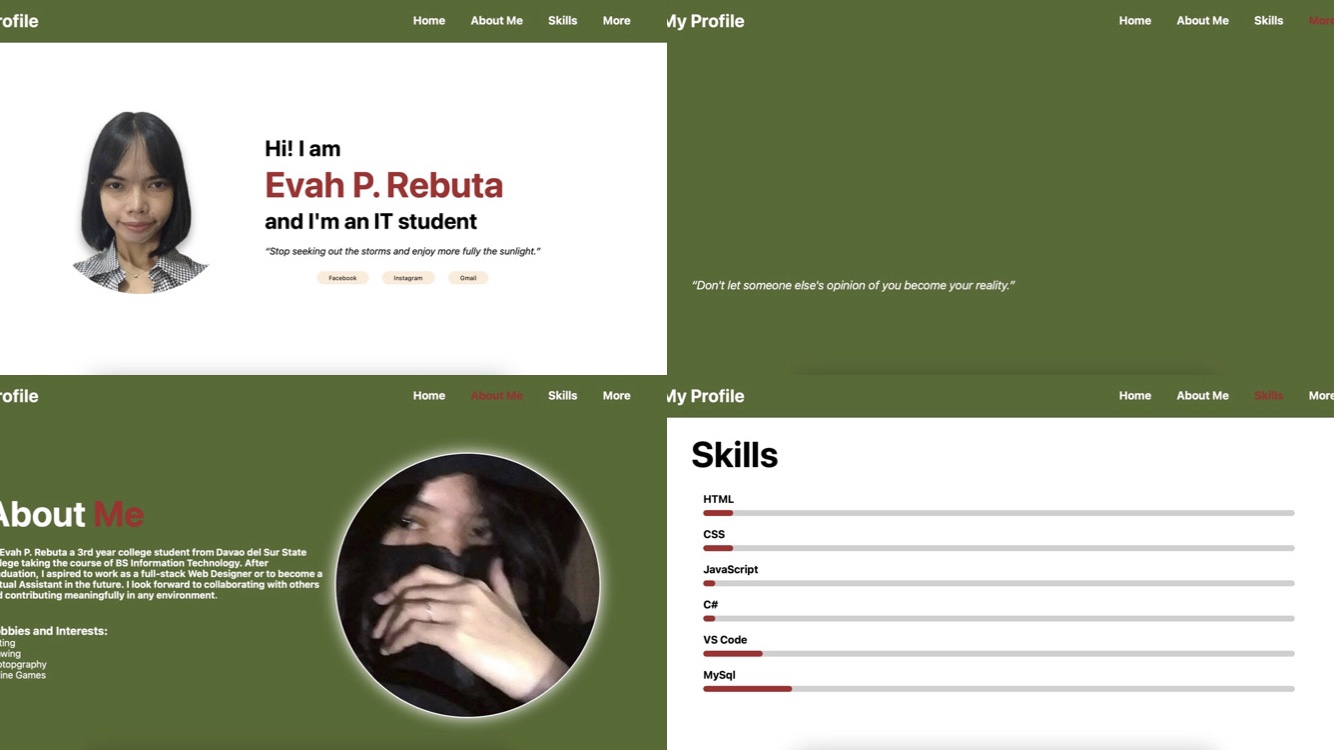 rofile Home About Me Skills More
Hi! I am
Evah P. Rebuta
and I'm an IT student
“Stop seeking out the storms and enjoy more fully the sunlight.”
Facebook Instagram Gmail
My Profile Home About Me Skills More
“Don't let someone else's opinion of you become your reality.”
rofile Home About Me Skills More
About Me
Evah P. Rebuta a 3rd year college student from Davao del Sur State
lege taking the course of BS Information Technology. After
duation, I aspired to work as a full-stack Web Designer or to become a
tual Assistant in the future. I look forward to collaborating with others
d contributing meaningfully in any environment.
bbies and Interests:
ting
wing
otopgraphy
ine Games
My Profile Home About Me Skills More
Skills
HTML
CSS
JavaScript
C#
VS Code
MySql